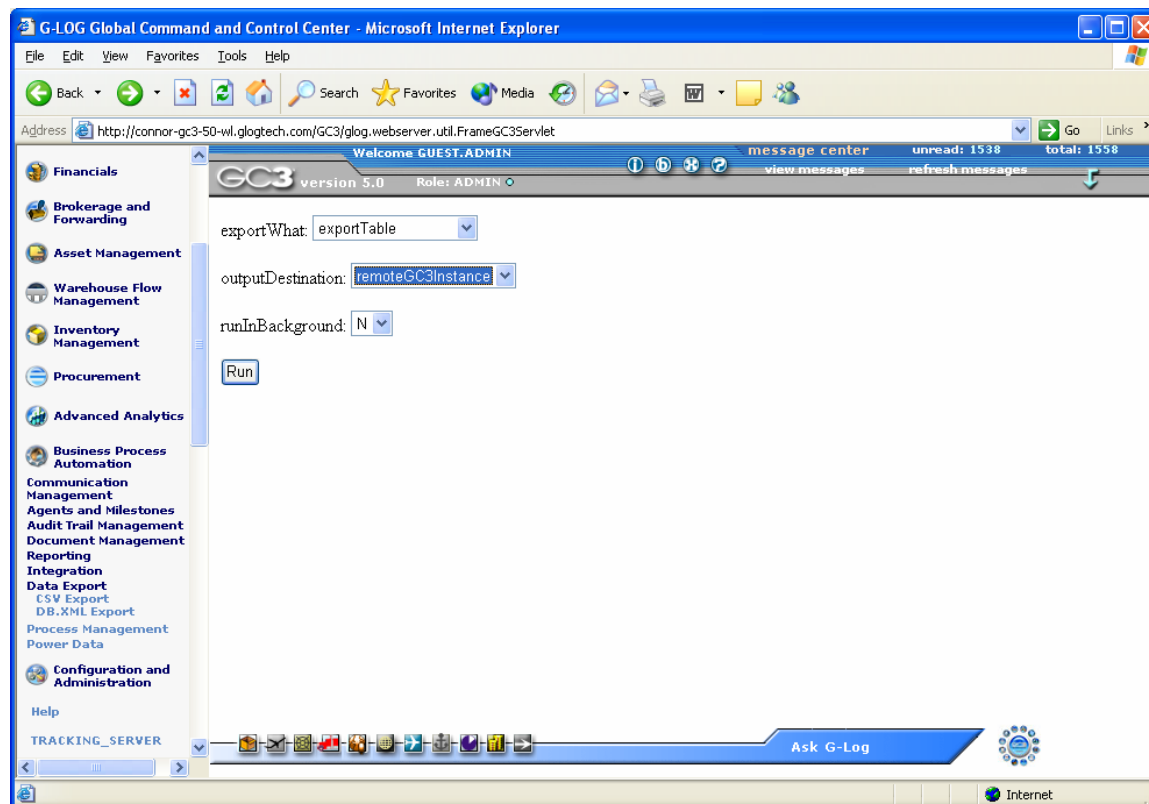 G-LOG Global Command and Control Center - Microsoft Internet Explorer
File Edit View Favorites Tools Help
Back Search Favorites Media
Address http://connor-gc3-50-wl.glogtech.com/GC3/glog.webserver.util.FrameGC3Servlet Go Links
Welcome GUEST.ADMIN message center unread: 1538 total: 1558
GC3 version 5.0 Role: ADMIN view messages refresh messages
Financials
Brokerage and
Forwarding
Asset Management
Warehouse Flow
Management
Inventory
Management
Procurement
Advanced Analytics
Business Process
Automation
Communication
Management
Agents and Milestones
Audit Trail Management
Document Management
Reporting
Integration
Data Export
CSV Export
DB.XML Export
Process Management
Power Data
Configuration and
Administration
Help
TRACKING_SERVER
exportWhat: exportTable
outputDestination: remoteGC3Instance
runInBackground: N
Run
Ask G-Log
Internet